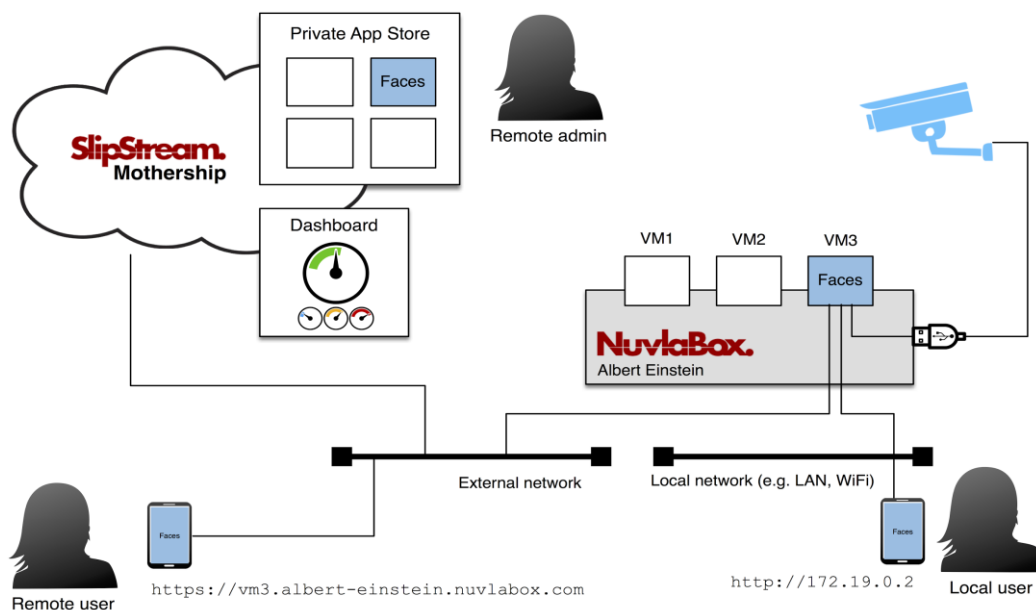 Private App Store
Faces
SlipStream.
Mothership
Remote admin
Dashboard
VM1
VM2
VM3
Faces
NuvlaBox.
Albert Einstein
External network
Local network (e.g. LAN, WiFi)
Faces
Faces
https://vm3.albert-einstein.nuvlabox.com
http://172.19.0.2
Remote user
Local user